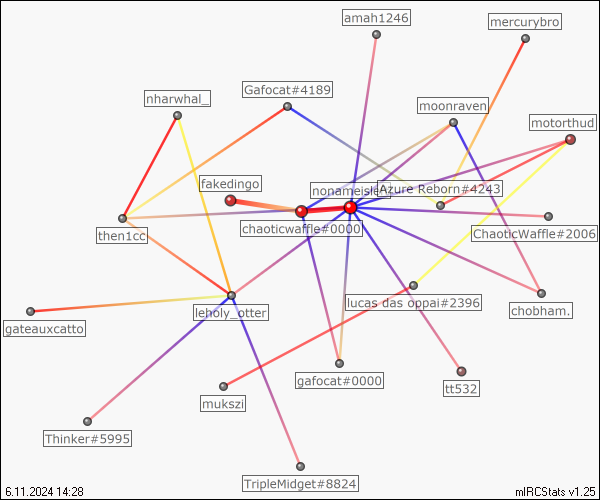 amah1246
mercurybro
Gafocat#4189
nharwhal_
moonraven
motorthud
fakedingo
Azure Reborn#4243
chaoticwaffle#0000
then1cc
ChaoticWaffle#2006
leholy_otter
lucas das oppai#2396
chobham.
gateauxcatto
gafocat#0000
mukszi
tt532
Thinker#5995
TripleMidget#8824
6.11.2024 14:28
mIRCStats v1.25